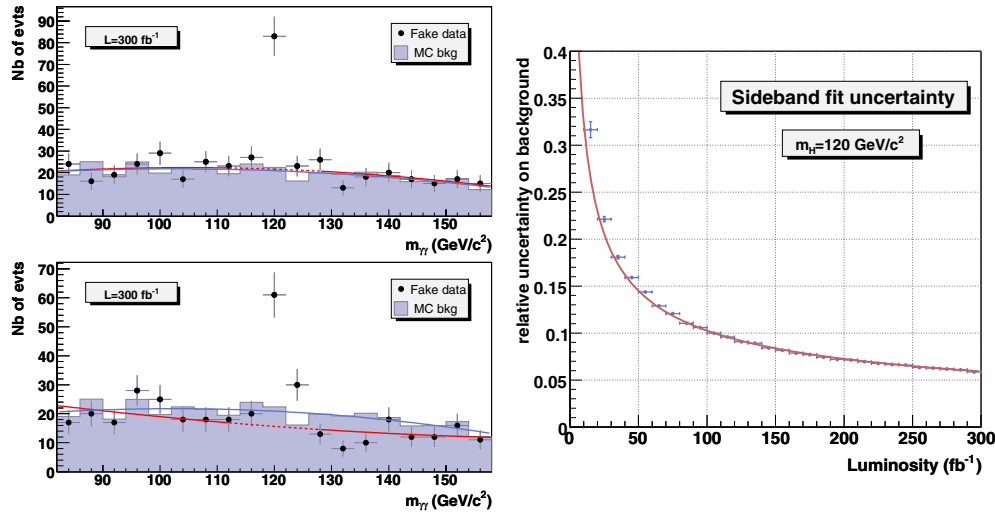 Nb of evts
90
80
70
60
50
40
30
20
10
0
L=300 fb⁻¹
Fake data
MC bkg
90 100 110 120 130 140 150
mγγ (GeV/c²)
Nb of evts
70
60
50
40
30
20
10
0
L=300 fb⁻¹
Fake data
MC bkg
90 100 110 120 130 140 150
mγγ (GeV/c²)
relative uncertainty on background
0.4
0.35
0.3
0.25
0.2
0.15
0.1
0.05
0
Sideband fit uncertainty
m_H=120 GeV/c²
0 50 100 150 200 250 300
Luminosity (fb⁻¹)